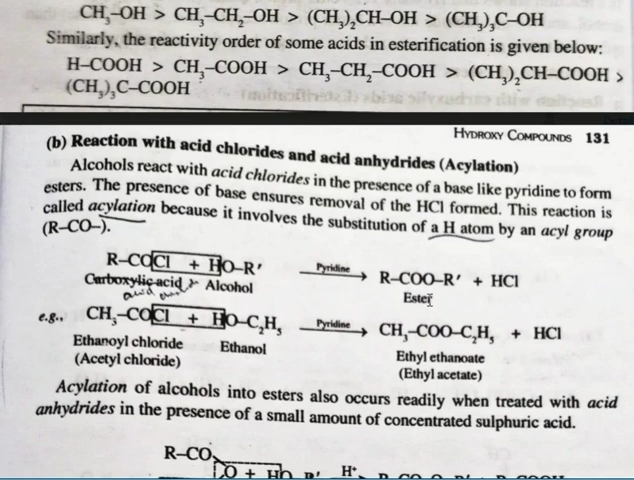 CH₃–OH > CH₃–CH₂–OH > (CH₃)₂CH–OH > (CH₃)₃C–OH
Similarly, the reactivity order of some acids in esterification is given below:
H–COOH > CH₃–COOH > CH₃–CH₂–COOH > (CH₃)₂CH–COOH >
(CH₃)₃C–COOH
HYDROXY COMPOUNDS 131
(b) Reaction with acid chlorides and acid anhydrides (Acylation)
Alcohols react with acid chlorides in the presence of a base like pyridine to form
esters. The presence of base ensures removal of the HCl formed. This reaction is
called acylation because it involves the substitution of a H atom by an acyl group
(R–CO–).
R–COCl + HO–R′ Pyridine → R–COO–R′ + HCl
Carboxylic acid Alcohol Ester
acid
e.g., CH₃–COCl + HO–C₂H₅ Pyridine → CH₃–COO–C₂H₅ + HCl
Ethanoyl chloride Ethanol Ethyl ethanoate
(Acetyl chloride) (Ethyl acetate)
Acylation of alcohols into esters also occurs readily when treated with acid
anhydrides in the presence of a small amount of concentrated sulphuric acid.
R–CO
O + HO R′ H⁺